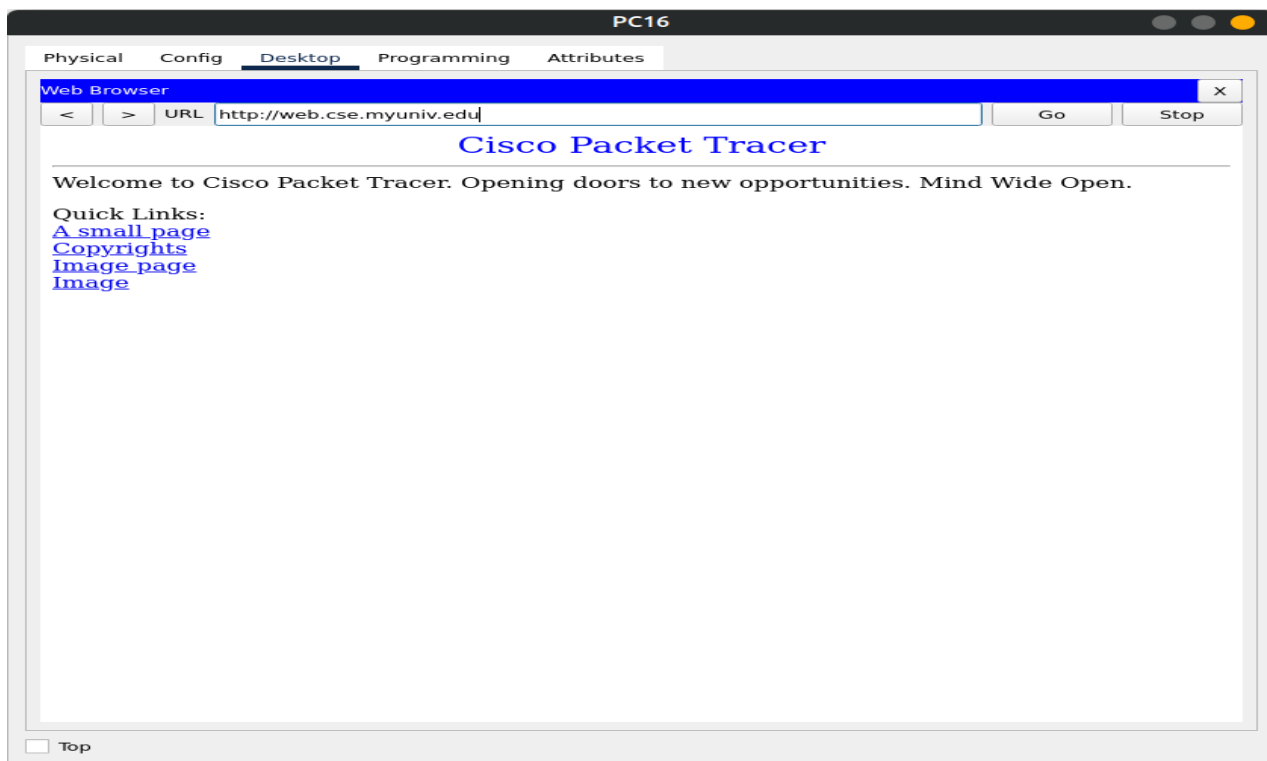 PC16
Physical Config Desktop Programming Attributes
Web Browser X
< > URL http://web.cse.myuniv.edu Go Stop
Cisco Packet Tracer
Welcome to Cisco Packet Tracer. Opening doors to new opportunities. Mind Wide Open.
Quick Links:
A small page
Copyrights
Image page
Image
Top